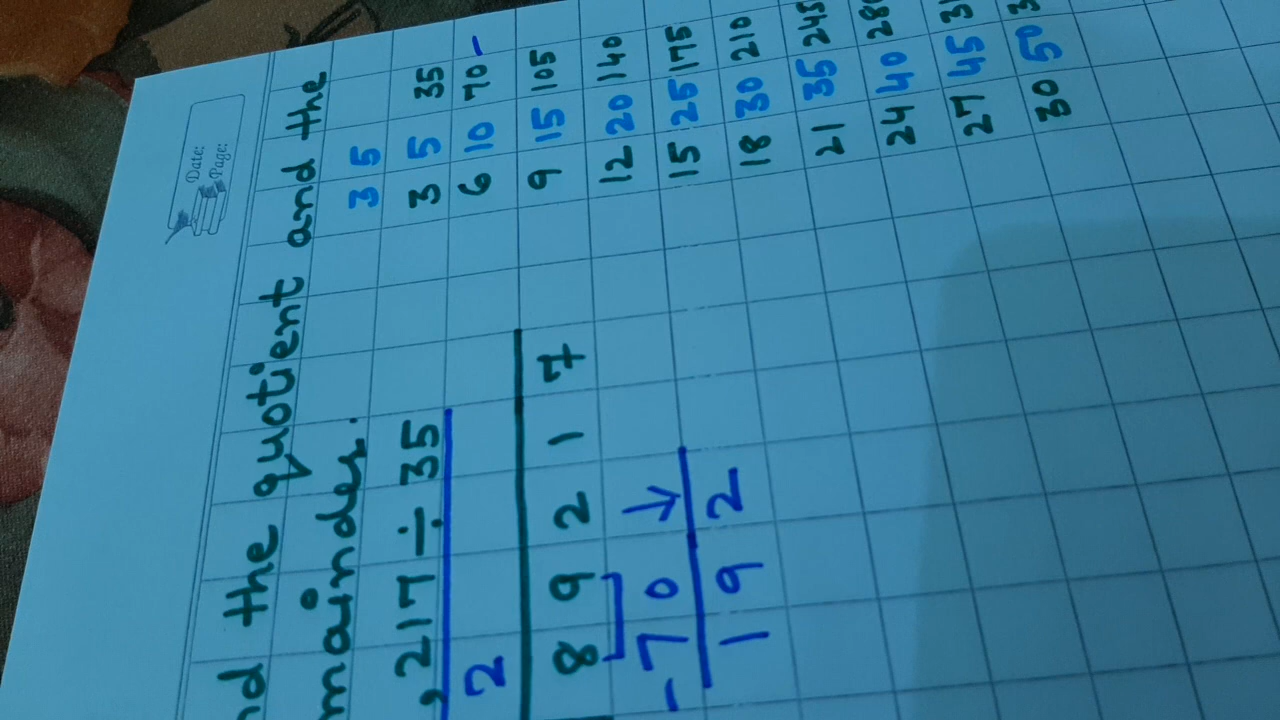 Date:
Page:
nd the quotient and the
mainder.
,217 ÷ 35
3 5
3 5 35
6 10 70 -
9 15 105
12 20 140
15 25 175
18 30 210
21 35 245
24 40
27 45
30 50
2
8 9 2 1 7
- 7 0 ↓
1 9 2